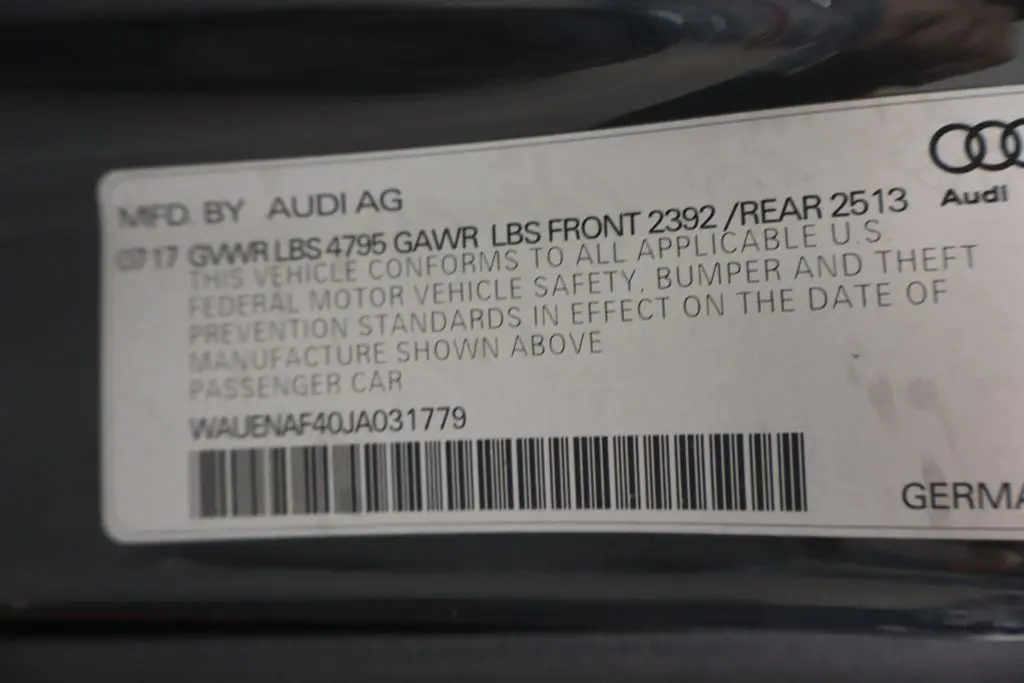 Audi
MFD. BY AUDI AG
07 17 GVWR LBS 4795 GAWR LBS FRONT 2392 /REAR 2513
THIS VEHICLE CONFORMS TO ALL APPLICABLE U.S.
FEDERAL MOTOR VEHICLE SAFETY, BUMPER AND THEFT
PREVENTION STANDARDS IN EFFECT ON THE DATE OF
MANUFACTURE SHOWN ABOVE
PASSENGER CAR
WAUENAF40JA031779
GERMA